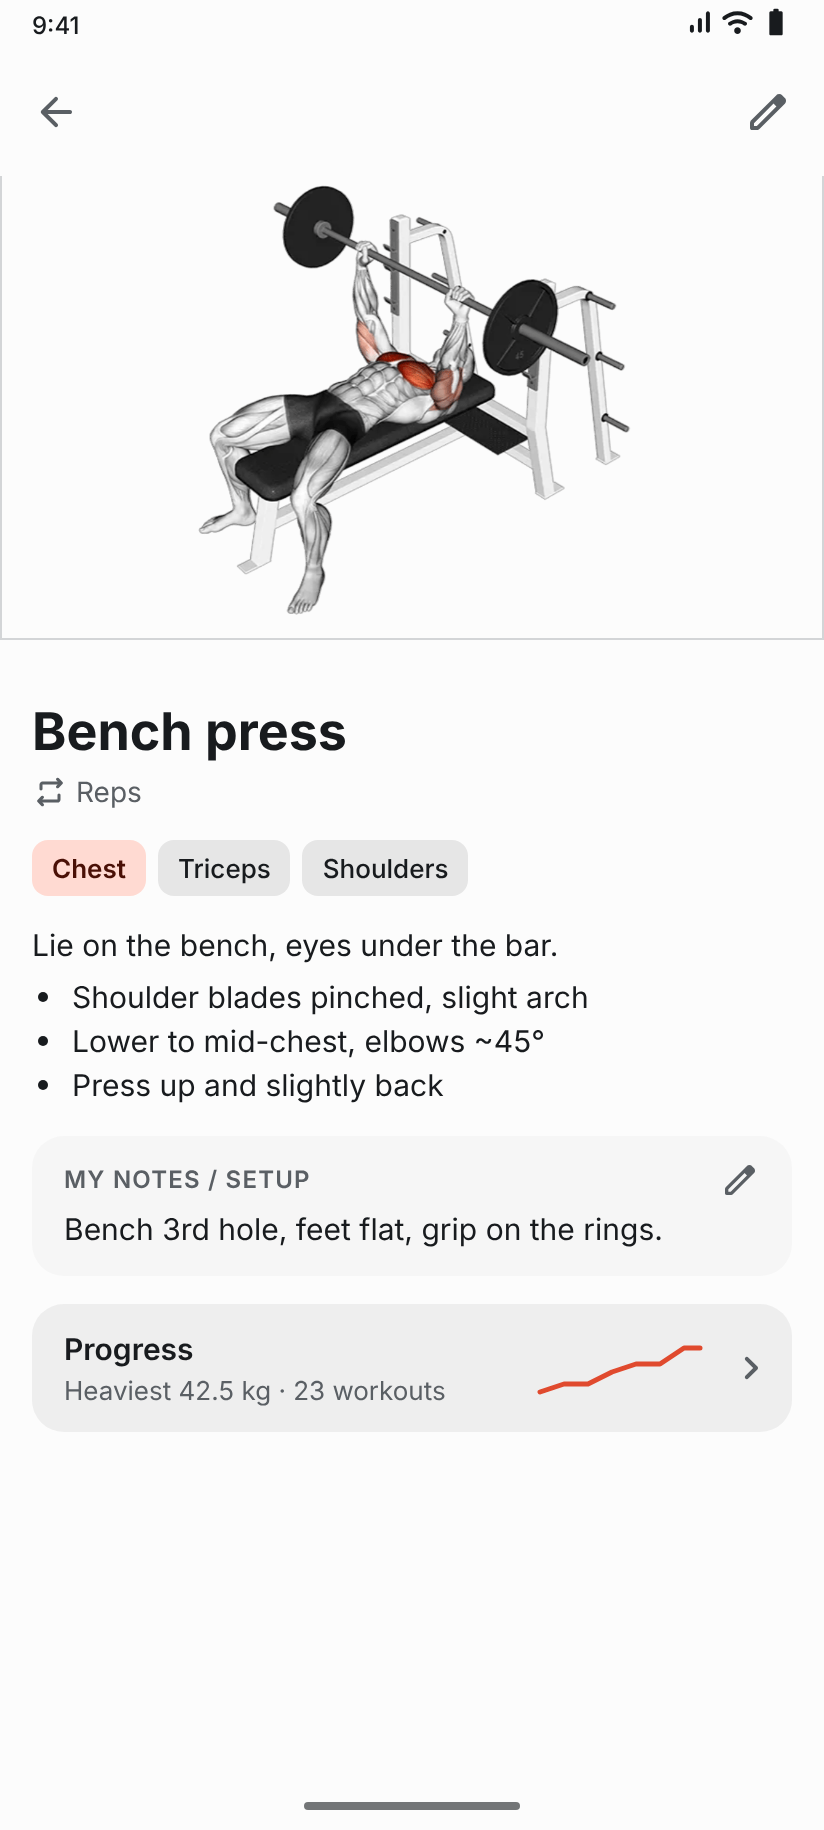 9:41
Bench press
Reps
Chest
Triceps
Shoulders
Lie on the bench, eyes under the bar.
• Shoulder blades pinched, slight arch
• Lower to mid-chest, elbows ~45°
• Press up and slightly back
MY NOTES / SETUP
Bench 3rd hole, feet flat, grip on the rings.
Progress
Heaviest 42.5 kg · 23 workouts